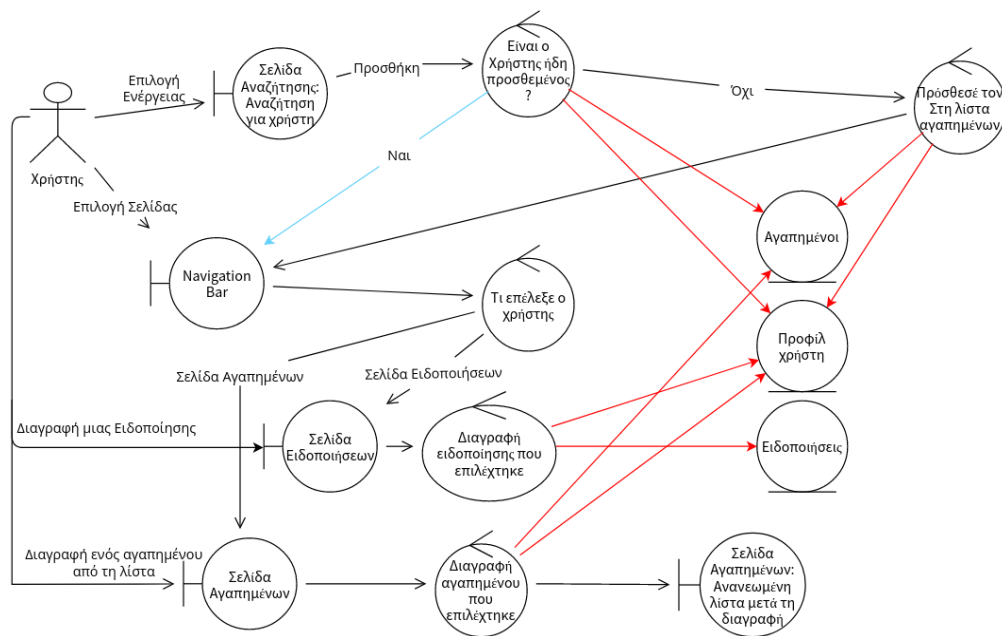 Είναι ο
Χρήστης ήδη
προσθεμένος
?
Σελίδα
Αναζήτησης:
Αναζήτηση
για χρήστη
Προσθήκη
Επιλογή
Ενέργειας
Όχι
Πρόσθεσέ τον
Στη λίστα
αγαπημένων
Χρήστης
Ναι
Επιλογή Σελίδας
Αγαπημένοι
Navigation
Bar
Τι επέλεξε ο
χρήστης
Προφίλ
χρήστη
Σελίδα Αγαπημένων
Σελίδα Ειδοποιήσεων
Διαγραφή μιας Ειδοποίησης
Σελίδα
Ειδοποιήσεων
Διαγραφή
ειδοποίησης που
επιλέχτηκε
Ειδοποιήσεις
Διαγραφή ενός αγαπημένου
από τη λίστα
Σελίδα
Αγαπημένων
Διαγραφή
αγαπημένου
που
επιλέχτηκε
Σελίδα
Αγαπημένων:
Ανανεωμένη
λίστα μετά τη
διαγραφή